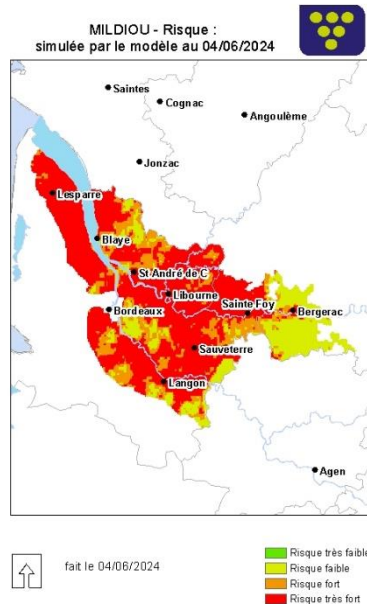 MILDIOU - Risque :
simulée par le modèle au 04/06/2024
Saintes
Cognac
Angoulême
Jonzac
Lesparre
Blaye
St André de C
Libourne
Bordeaux
Sainte Foy
Bergerac
Sauveterre
Langon
Agen
fait le 04/06/2024
Risque très faible
Risque faible
Risque fort
Risque très fort